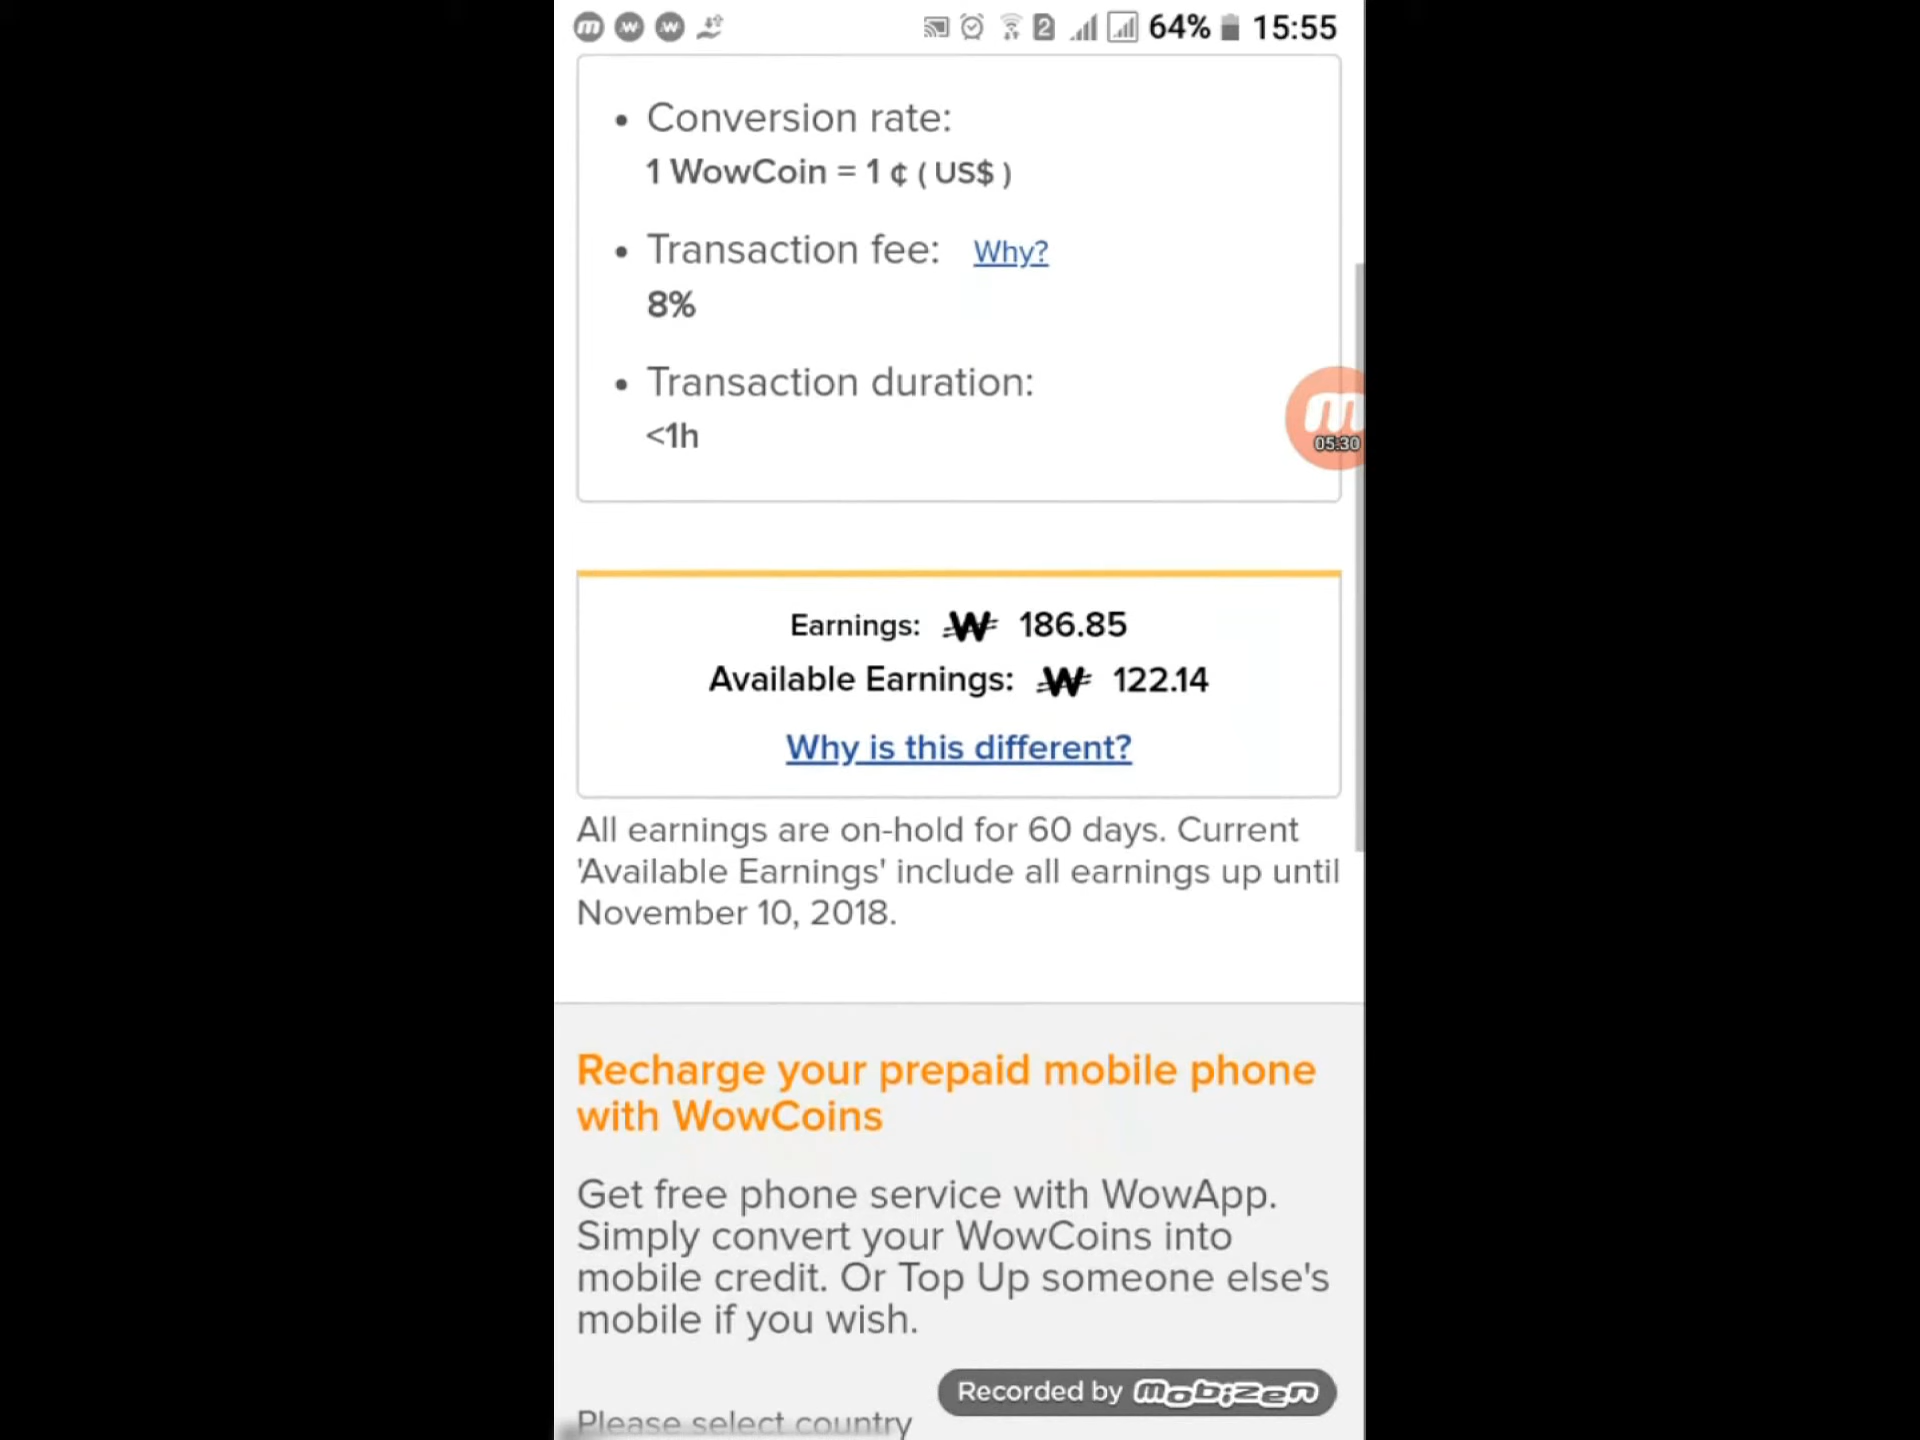 64% 15:55
• Conversion rate:
1 WowCoin = 1 ¢ ( US$ )
• Transaction fee: Why?
8%
• Transaction duration:
<1h
m
05:30
Earnings: W 186.85
Available Earnings: W 122.14
Why is this different?
All earnings are on-hold for 60 days. Current
'Available Earnings' include all earnings up until
November 10, 2018.
Recharge your prepaid mobile phone
with WowCoins
Get free phone service with WowApp.
Simply convert your WowCoins into
mobile credit. Or Top Up someone else's
mobile if you wish.
Recorded by mobizen
Please select country